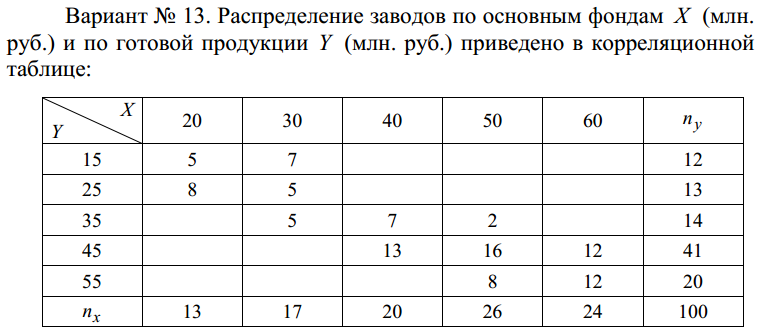 Вариант № 13. Распределение заводов по основным фондам X (млн.
руб.) и по готовой продукции Y (млн. руб.) приведено в корреляционной
таблице:
X
Y 20 30 40 50 60 n_y
15 5 7 12
25 8 5 13
35 5 7 2 14
45 13 16 12 41
55 8 12 20
n_x 13 17 20 26 24 100